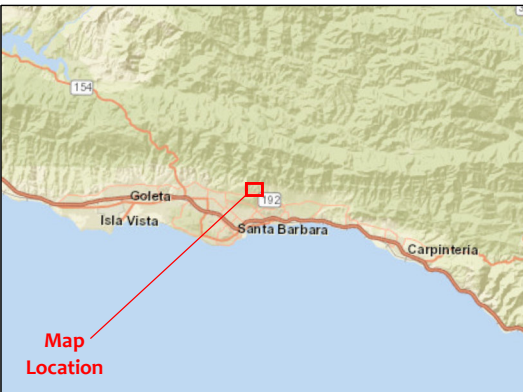 154
Goleta
192
Isla Vista
Santa Barbara
Carpinteria
Map
Location